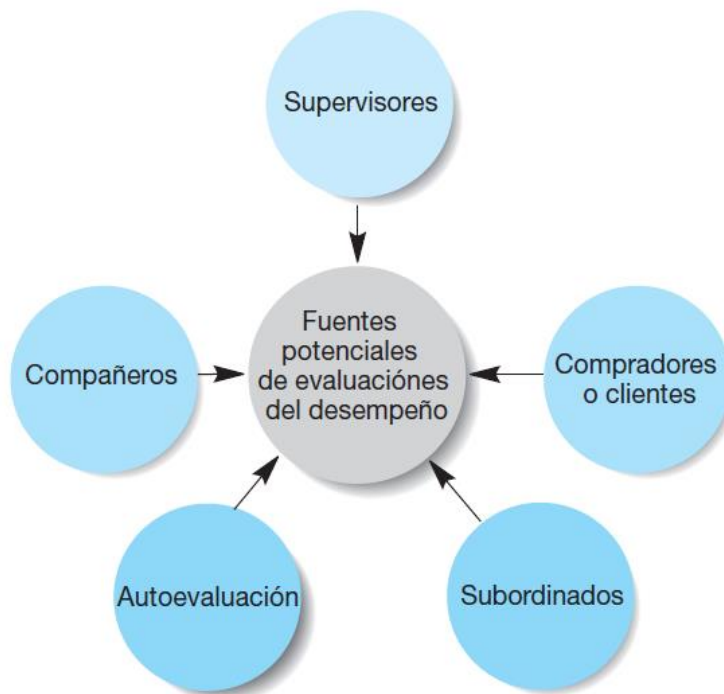 Supervisores
Compañeros
Fuentes
potenciales
de evaluaciónes
del desempeño
Compradores
o clientes
Autoevaluación
Subordinados